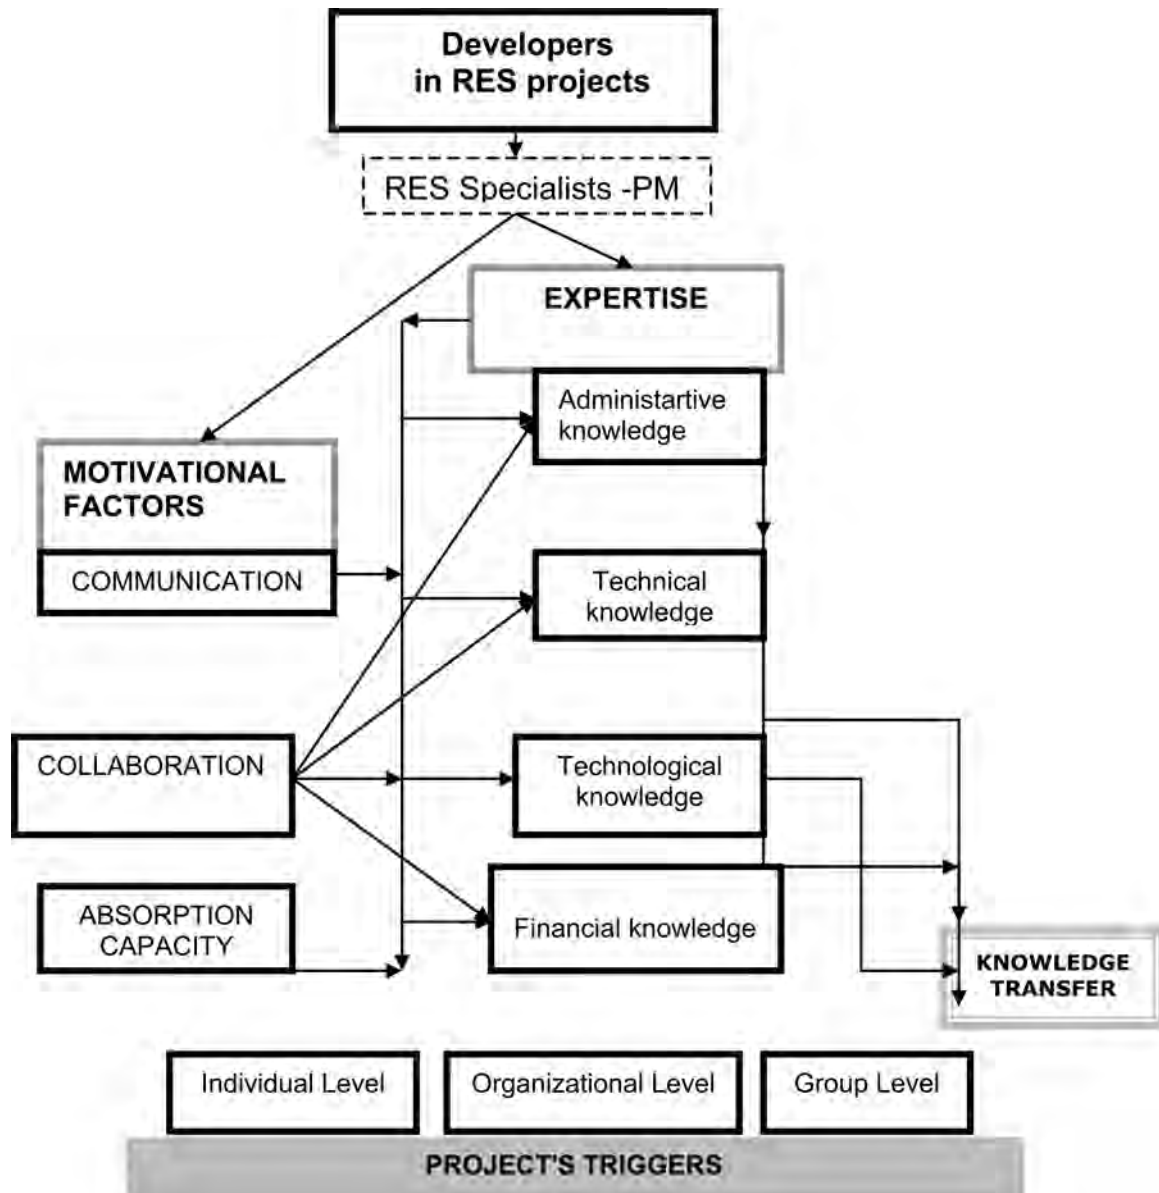 Developers
in RES projects
RES Specialists -PM
EXPERTISE
Administartive
knowledge
MOTIVATIONAL
FACTORS
COMMUNICATION
Technical
knowledge
COLLABORATION
Technological
knowledge
ABSORPTION
CAPACITY
Financial knowledge
KNOWLEDGE
TRANSFER
Individual Level
Organizational Level
Group Level
PROJECT'S TRIGGERS